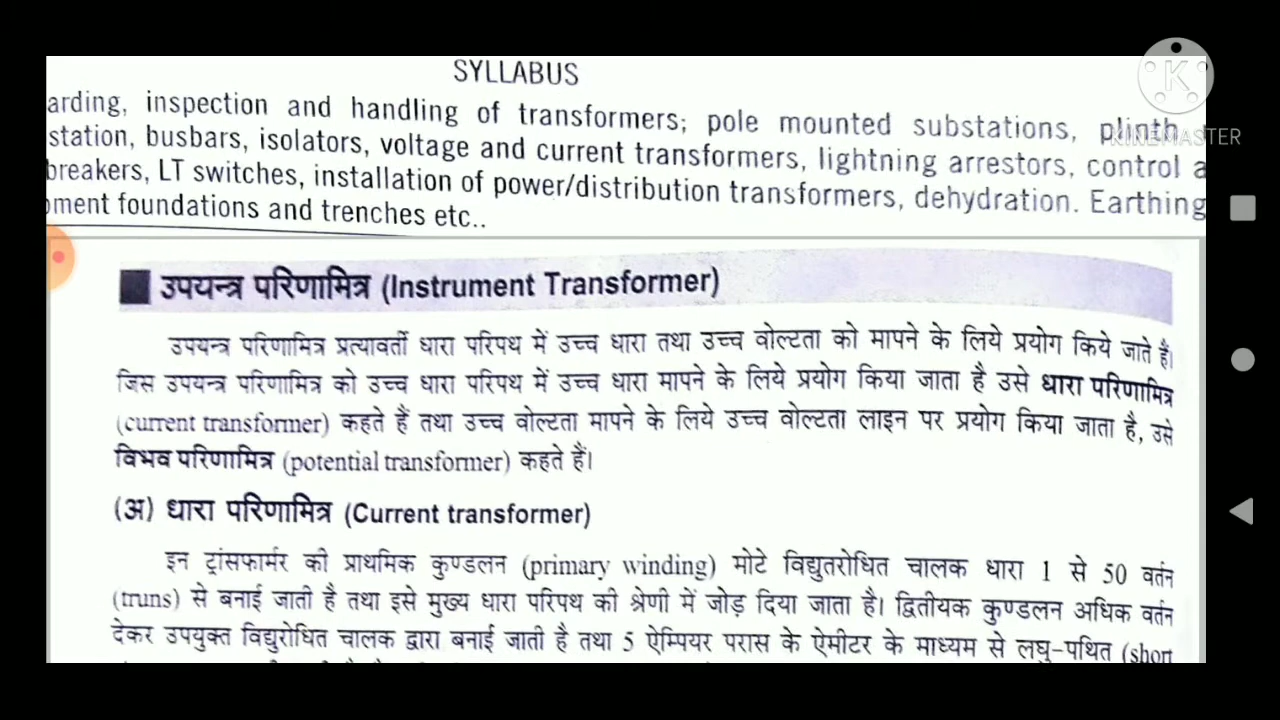 SYLLABUS
arding, inspection and handling of transformers; pole mounted substations, plinth
station, busbars, isolators, voltage and current transformers, lightning arrestors, control a
breakers, LT switches, installation of power/distribution transformers, dehydration. Earthing
ment foundations and trenches etc..
KINEMASTER
उपयन्त्र परिणामित्र (Instrument Transformer)
उपयन्त्र परिणामित्र प्रत्यावर्ती धारा परिपथ में उच्च धारा तथा उच्च वोल्टता को मापने के लिये प्रयोग किये जाते हैं।
जिस उपयन्त्र परिणामित्र को उच्च धारा परिपथ में उच्च धारा मापने के लिये प्रयोग किया जाता है उसे धारा परिणामित्र
(current transformer) कहते हैं तथा उच्च वोल्टता मापने के लिये उच्च वोल्टता लाइन पर प्रयोग किया जाता है, उसे
विभव परिणामित्र (potential transformer) कहते हैं।
(अ) धारा परिणामित्र (Current transformer)
इन ट्रांसफार्मर की प्राथमिक कुण्डलन (primary winding) मोटे विद्युतरोधित चालक धारा 1 से 50 वर्तन
(truns) से बनाई जाती है तथा इसे मुख्य धारा परिपथ की श्रेणी में जोड़ दिया जाता है। द्वितीयक कुण्डलन अधिक वर्तन
देकर उपयुक्त विद्युरोधित चालक द्वारा बनाई जाती है तथा 5 ऐम्पियर परास के ऐमीटर के माध्यम से लघु-पथित (short